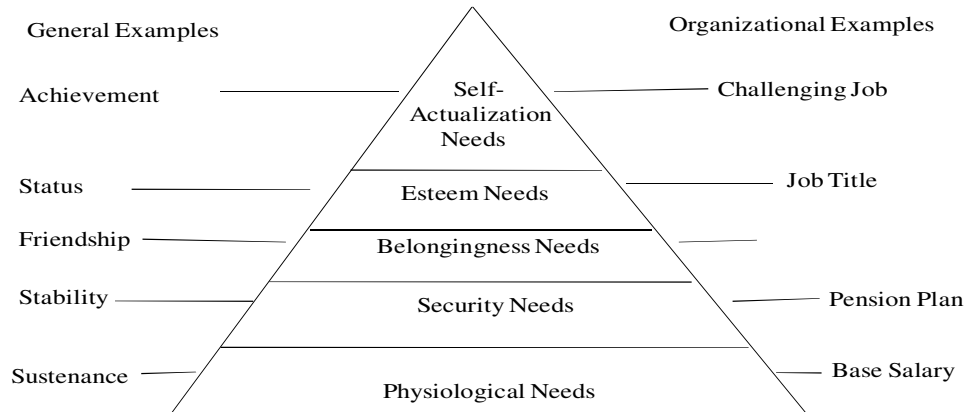 General Examples
Organizational Examples
Achievement
Self-
Actualization
Needs
Challenging Job
Status
Esteem Needs
Job Title
Friendship
Belongingness Needs
Stability
Security Needs
Pension Plan
Sustenance
Physiological Needs
Base Salary